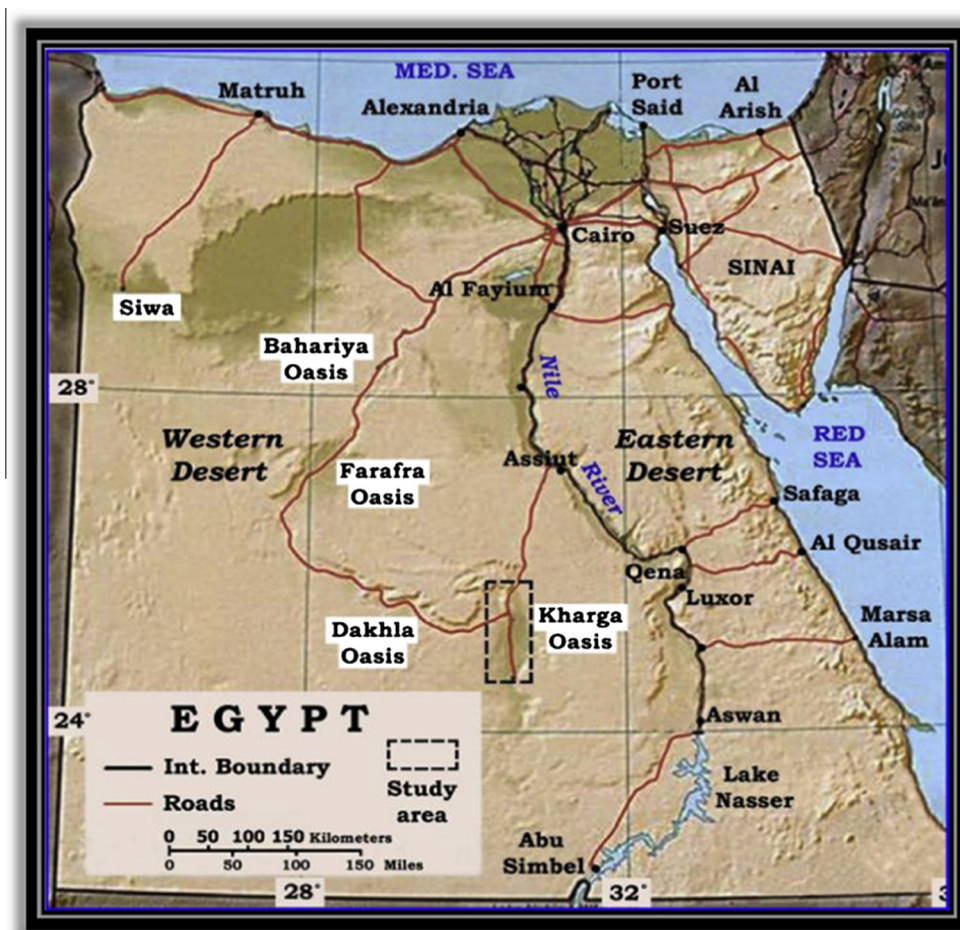 MED. SEA
Matruh
Alexandria
Port
Said
Al
Arish
Dead
Sea
Cairo
Suez
SINAI
Al Fayium
Siwa
Bahariya
Oasis
28°
Nile
Western
Desert
Eastern
Desert
RED
SEA
Farafra
Oasis
Assiut
River
Safaga
Al Qusair
Qena
Luxor
Kharga
Oasis
Dakhla
Oasis
Marsa
Alam
24°
EGYPT
Int. Boundary
Roads
Study
area
0 50 100 150 Kilometers
0 50 100 150 Miles
Aswan
Lake
Nasser
Abu
Simbel
28°
32°